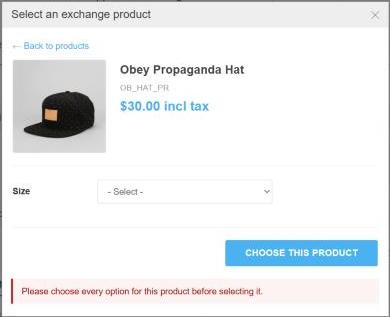 Select an exchange product
← Back to products
Obey Propaganda Hat
OB_HAT_PR
$30.00 incl tax
Size
- Select -
CHOOSE THIS PRODUCT
Please choose every option for this product before selecting it.